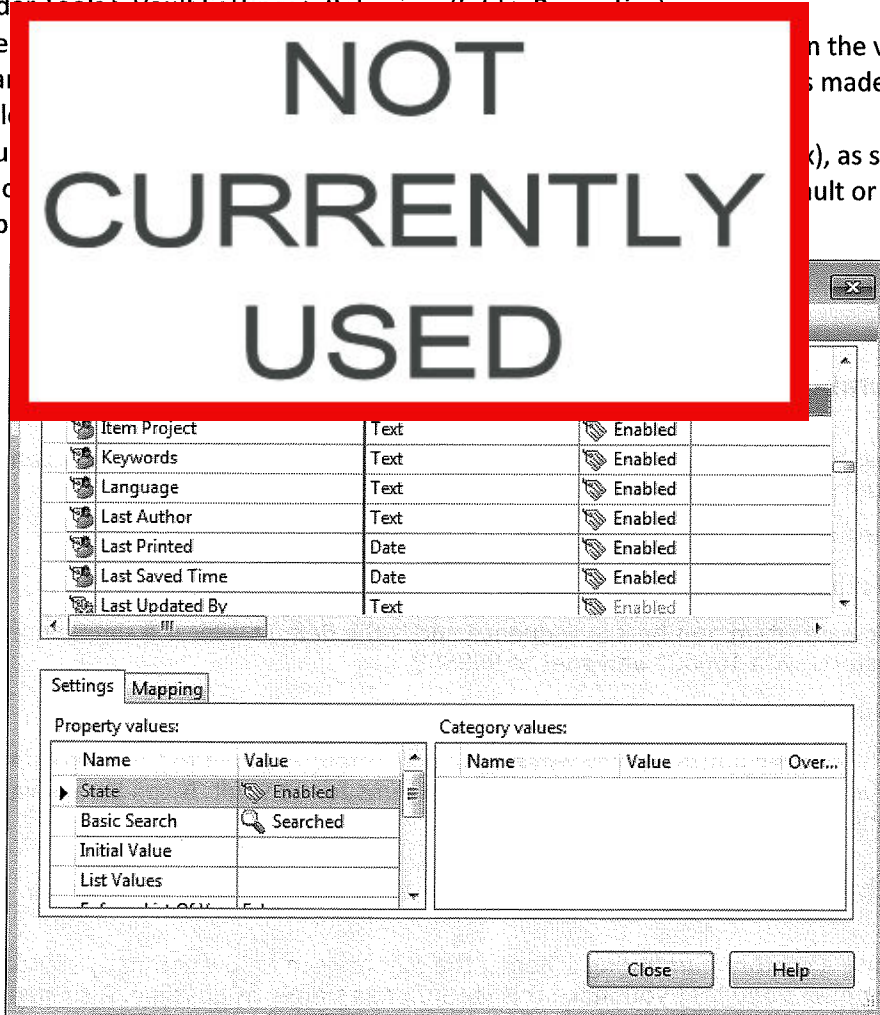 n the v
s made
NOT
x), as s
CURRENTLY
ault or
USED
Item Project Text Enabled
Keywords Text Enabled
Language Text Enabled
Last Author Text Enabled
Last Printed Date Enabled
Last Saved Time Date Enabled
Last Updated By Text Enabled
Settings Mapping
Property values: Category values:
Name Value Name Value Over...
State Enabled
Basic Search Searched
Initial Value
List Values
Close Help